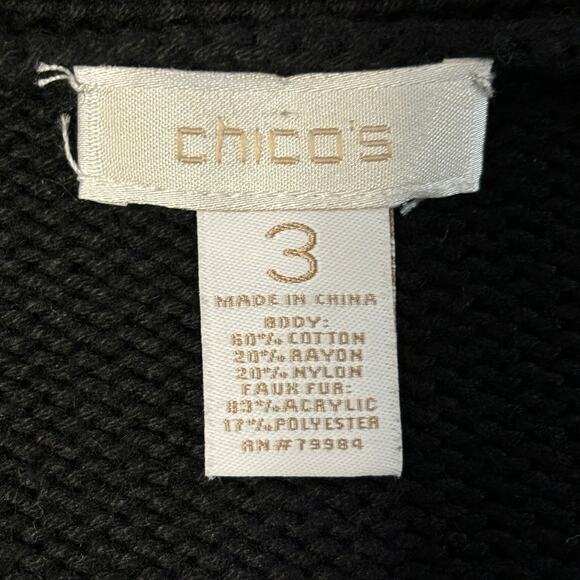 chico's
3
MADE IN CHINA
BODY:
60% COTTON
20% RAYON
20% NYLON
FAUX FUR:
83% ACRYLIC
17% POLYESTER
RN# 79984